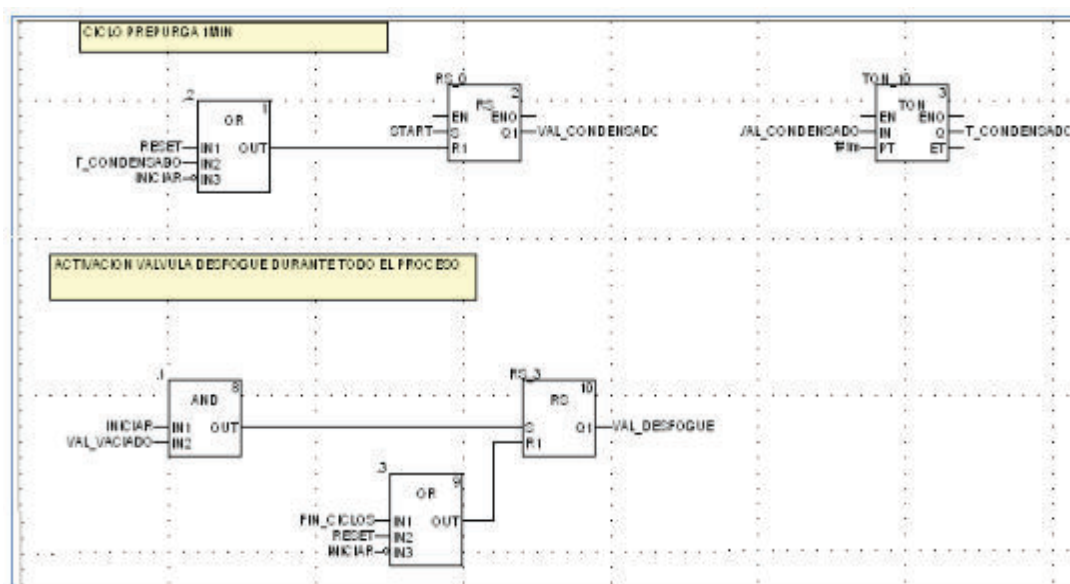 CICLO PREPURGA 1MIN
RS_0
TON_10
.2
1
2
3
OR
RS
TON
EN ENO
EN ENO
START S Q1 VAL_CONDENSADO
VAL_CONDENSADO IN Q T_CONDENSADO
RESET IN1 OUT
R1
PT ET
T_CONDENSADO IN2
INICIAR IN3
ACTIVACION VALVULA DESFOGUE DURANTE TODO EL PROCESO
.1
RS_3
8
10
AND
RS
INICIAR IN1 OUT
S Q1 VAL_DESFOGUE
VAL_VACIADO IN2
R1
.3
9
OR
FIN_CICLOS IN1 OUT
RESET IN2
INICIAR IN3